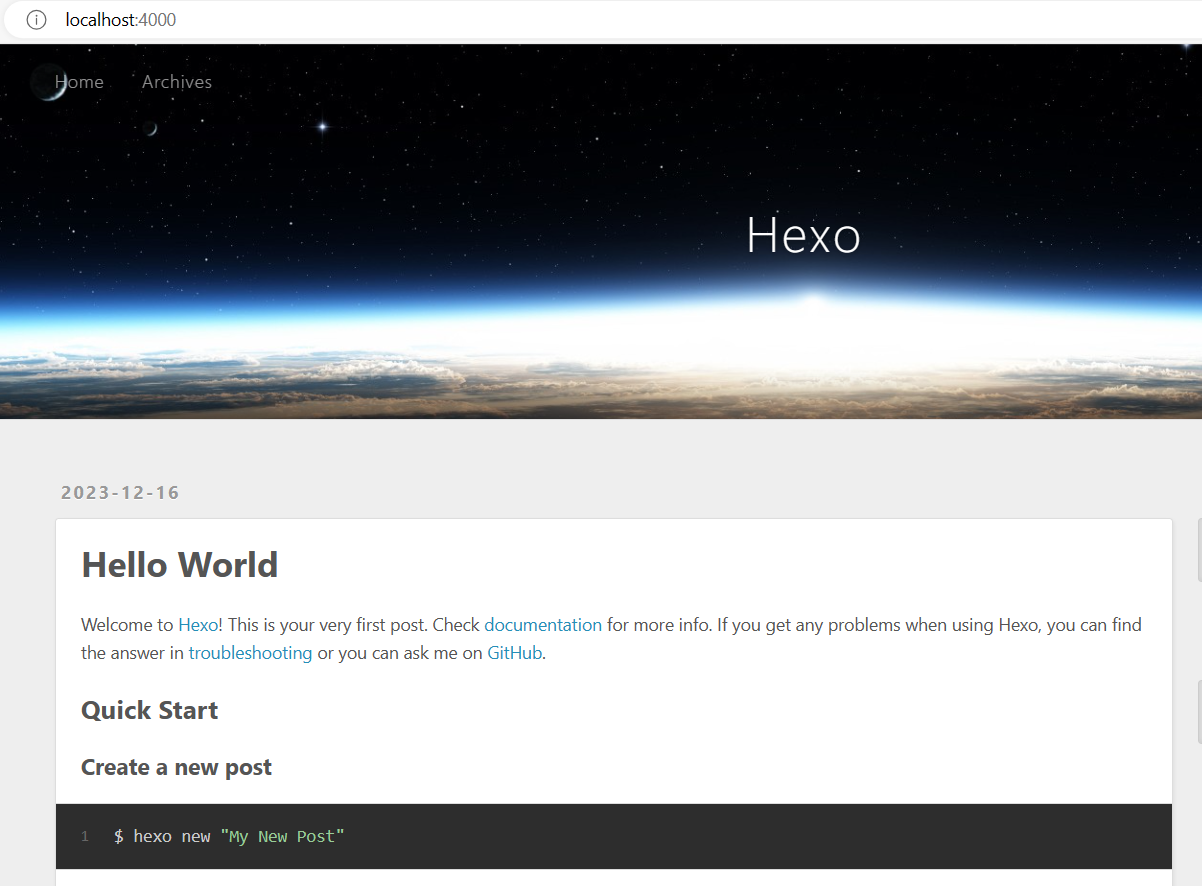 localhost:4000
Home Archives
Hexo
2023-12-16
Hello World
Welcome to Hexo! This is your very first post. Check documentation for more info. If you get any problems when using Hexo, you can find
the answer in troubleshooting or you can ask me on GitHub.
Quick Start
Create a new post
1 $ hexo new "My New Post"